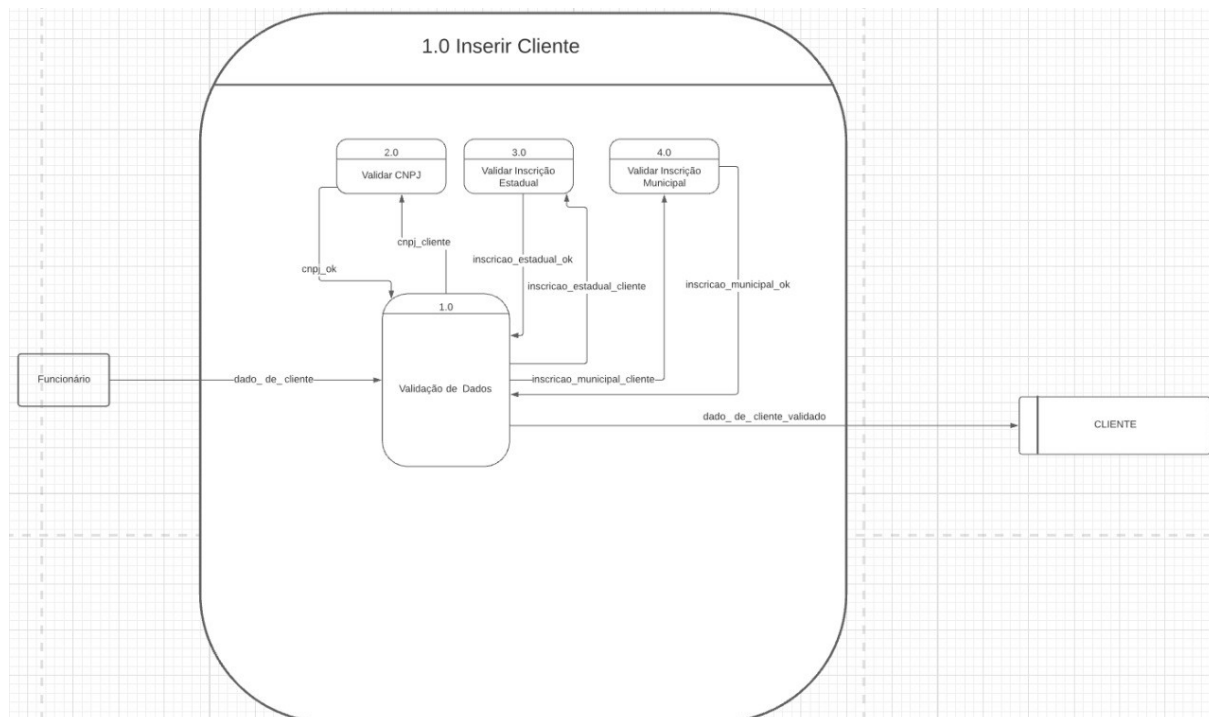 1.0 Inserir Cliente
2.0
Validar CNPJ
3.0
Validar Inscrição
Estadual
4.0
Validar Inscrição
Municipal
cnpj_cliente
cnpj_ok
inscricao_estadual_ok
inscricao_estadual_cliente
inscricao_municipal_ok
1.0
Validação de Dados
Funcionário
dado_ de_ cliente
inscricao_municipal_cliente
dado_ de_ cliente_validado
CLIENTE